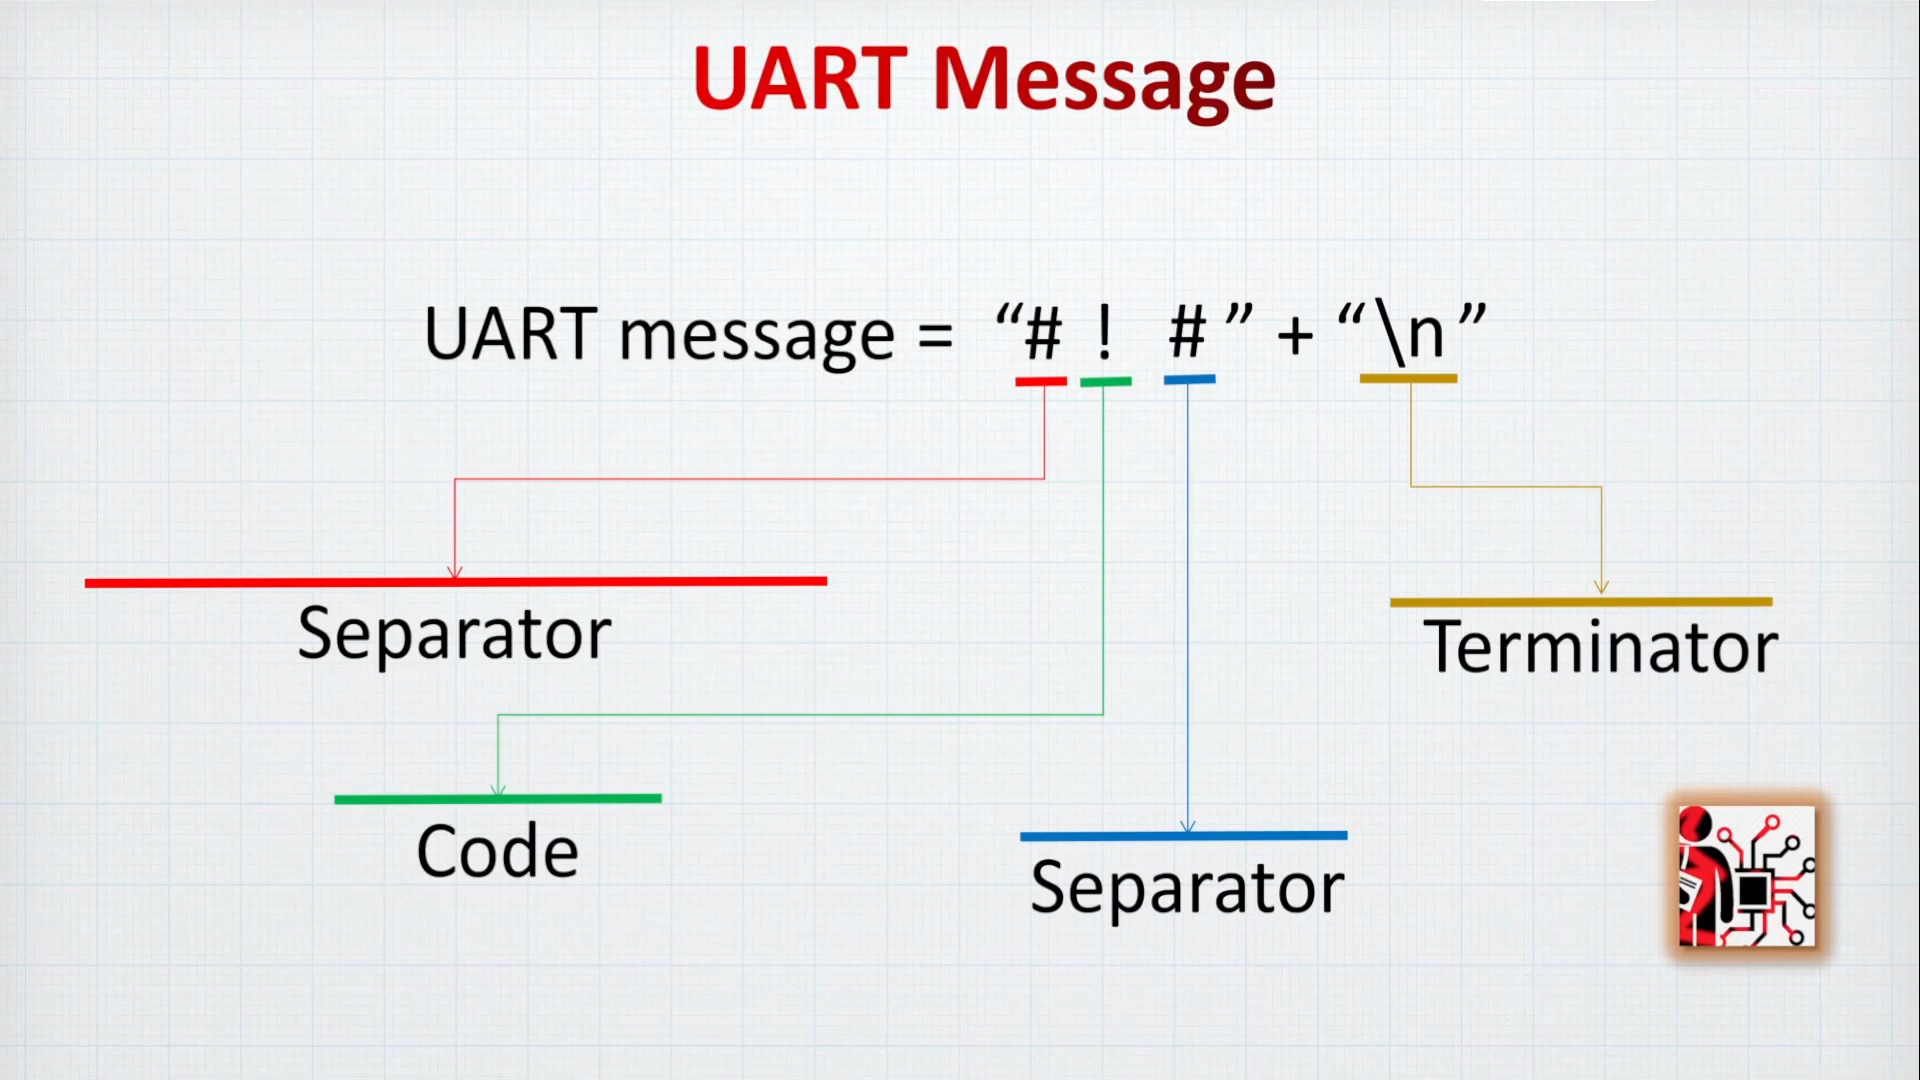 UART Message
UART message = “# ! # ” + “\n ”
Separator
Terminator
Code
Separator